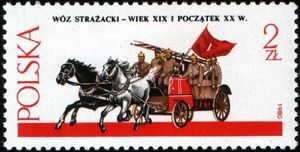 WÓZ STRAŻACKI – WIEK XIX I POCZĄTEK XX W.
POLSKA
2
ZŁ
1980